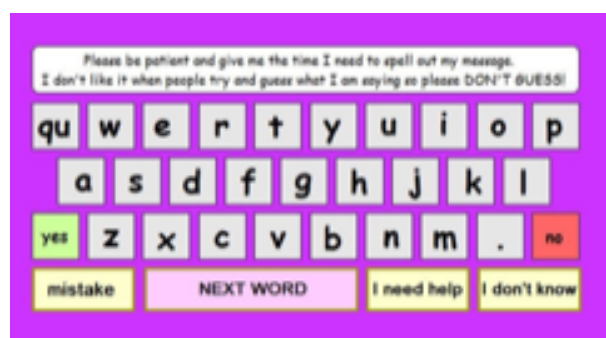 Please be patient and give me the time I need to spell out my message.
I don't like it when people try and guess what I am saying so please DON'T GUESS!
qu w e r t y u i o p
a s d f g h j k l
yes z x c v b n m . no
mistake NEXT WORD I need help I don't know